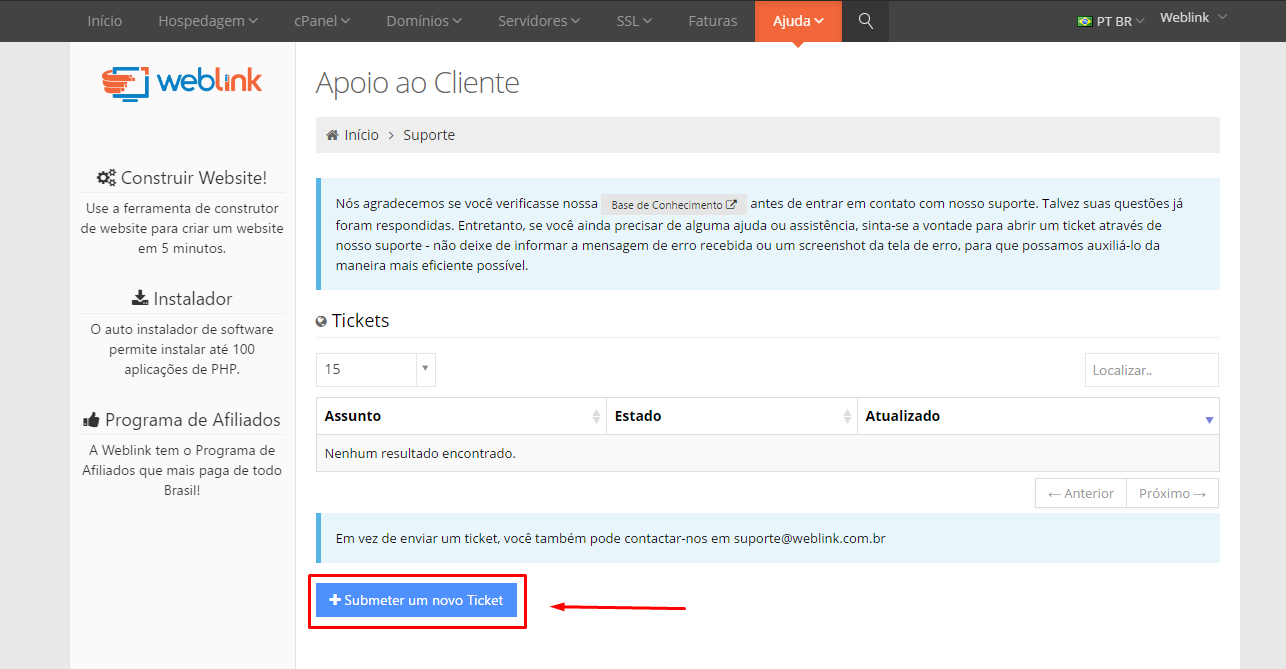 Início Hospedagem cPanel Domínios Servidores SSL Faturas Ajuda PT BR Weblink
weblink
Construir Website!
Use a ferramenta de construtor
de website para criar um website
em 5 minutos.
Instalador
O auto instalador de software
permite instalar até 100
aplicações de PHP.
Programa de Afiliados
A Weblink tem o Programa de
Afiliados que mais paga de todo
Brasil!
Apoio ao Cliente
Início > Suporte
Nós agradecemos se você verificasse nossa Base de Conhecimento antes de entrar em contato com nosso suporte. Talvez suas questões já
foram respondidas. Entretanto, se você ainda precisar de alguma ajuda ou assistência, sinta-se a vontade para abrir um ticket através de
nosso suporte - não deixe de informar a mensagem de erro recebida ou um screenshot da tela de erro, para que possamos auxiliá-lo da
maneira mais eficiente possível.
Tickets
15 Localizar..
Assunto Estado Atualizado
Nenhum resultado encontrado.
← Anterior Próximo →
Em vez de enviar um ticket, você também pode contactar-nos em suporte@weblink.com.br
+ Submeter um novo Ticket